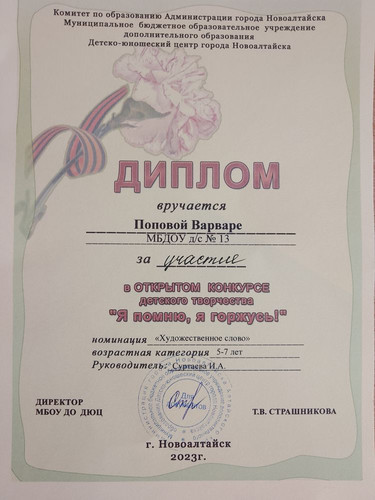 Комитет по образованию Администрации города Новоалтайска
Муниципальное бюджетное образовательное учреждение
дополнительного образования
Детско-юношеский центр города Новоалтайска
ДИПЛОМ
вручается
Поповой Варваре
МБДОУ д/с № 13
за участие
в ОТКРЫТОМ КОНКУРСЕ
детского творчества
"Я помню, я горжусь!"
номинация «Художественное слово»
возрастная категория 5-7 лет
Руководитель: Суртаева И.А.
ДИРЕКТОР
МБОУ ДО ДЮЦ
Т.В. СТРАШНИКОВА
г. Новоалтайск
2023г.